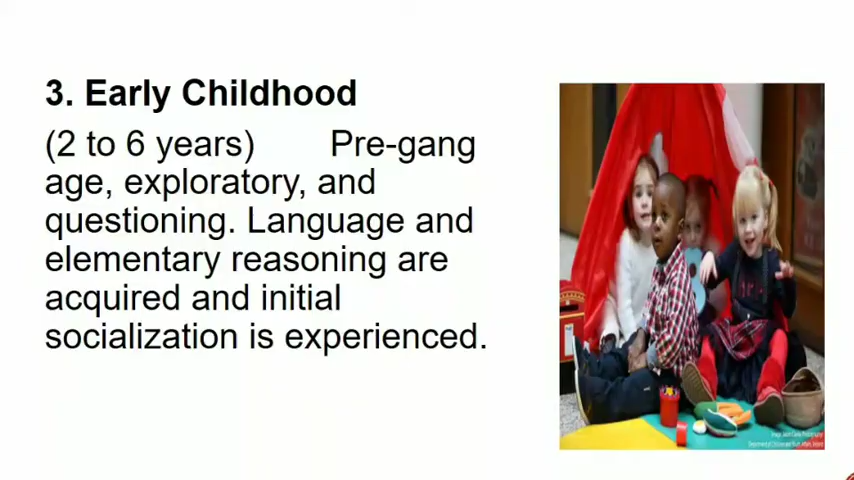 3. Early Childhood
(2 to 6 years) Pre-gang
age, exploratory, and
questioning. Language and
elementary reasoning are
acquired and initial
socialization is experienced.